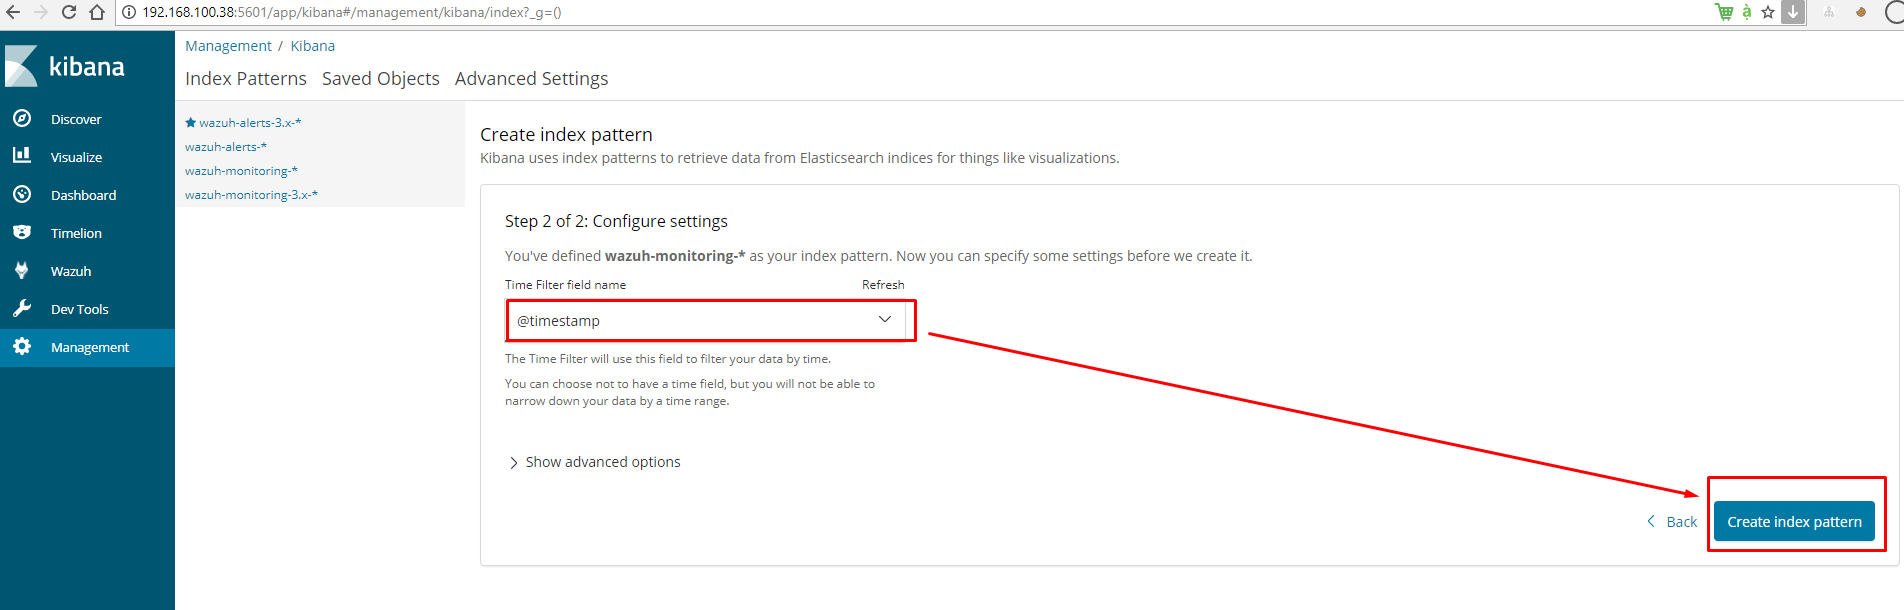 192.168.100.38:5601/app/kibana#/management/kibana/index?_g=()
kibana
Discover
Visualize
Dashboard
Timelion
Wazuh
Dev Tools
Management
Management / Kibana
Index Patterns Saved Objects Advanced Settings
wazuh-alerts-3.x-*
wazuh-alerts-*
wazuh-monitoring-*
wazuh-monitoring-3.x-*
Create index pattern
Kibana uses index patterns to retrieve data from Elasticsearch indices for things like visualizations.
Step 2 of 2: Configure settings
You've defined wazuh-monitoring-* as your index pattern. Now you can specify some settings before we create it.
Time Filter field name Refresh
@timestamp
The Time Filter will use this field to filter your data by time.
You can choose not to have a time field, but you will not be able to
narrow down your data by a time range.
Show advanced options
Back Create index pattern